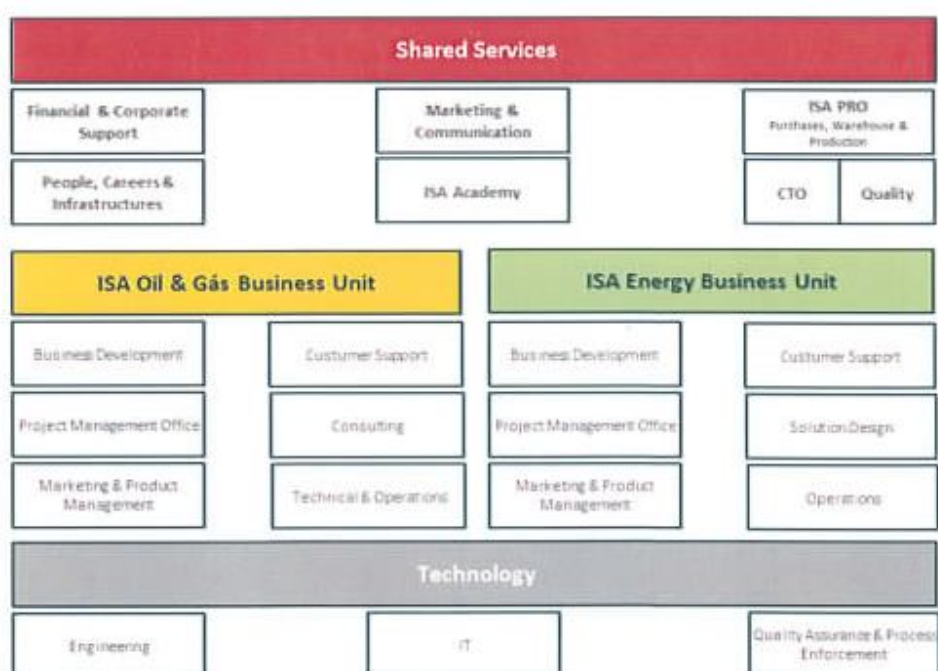 Shared Services
Financial & Corporate
Support
Marketing &
Communication
ISA PRO
Purchases, Warehouse &
Production
People, Careers &
Infrastructures
ISA Academy
CTO
Quality
ISA Oil & Gás Business Unit
ISA Energy Business Unit
Business Development
Custumer Support
Business Development
Custumer Support
Project Management Office
Consulting
Project Management Office
Solution Design
Marketing & Product
Management
Technical & Operations
Marketing & Product
Management
Operations
Technology
Engineering
IT
Quality Assurance & Process
Enforcement